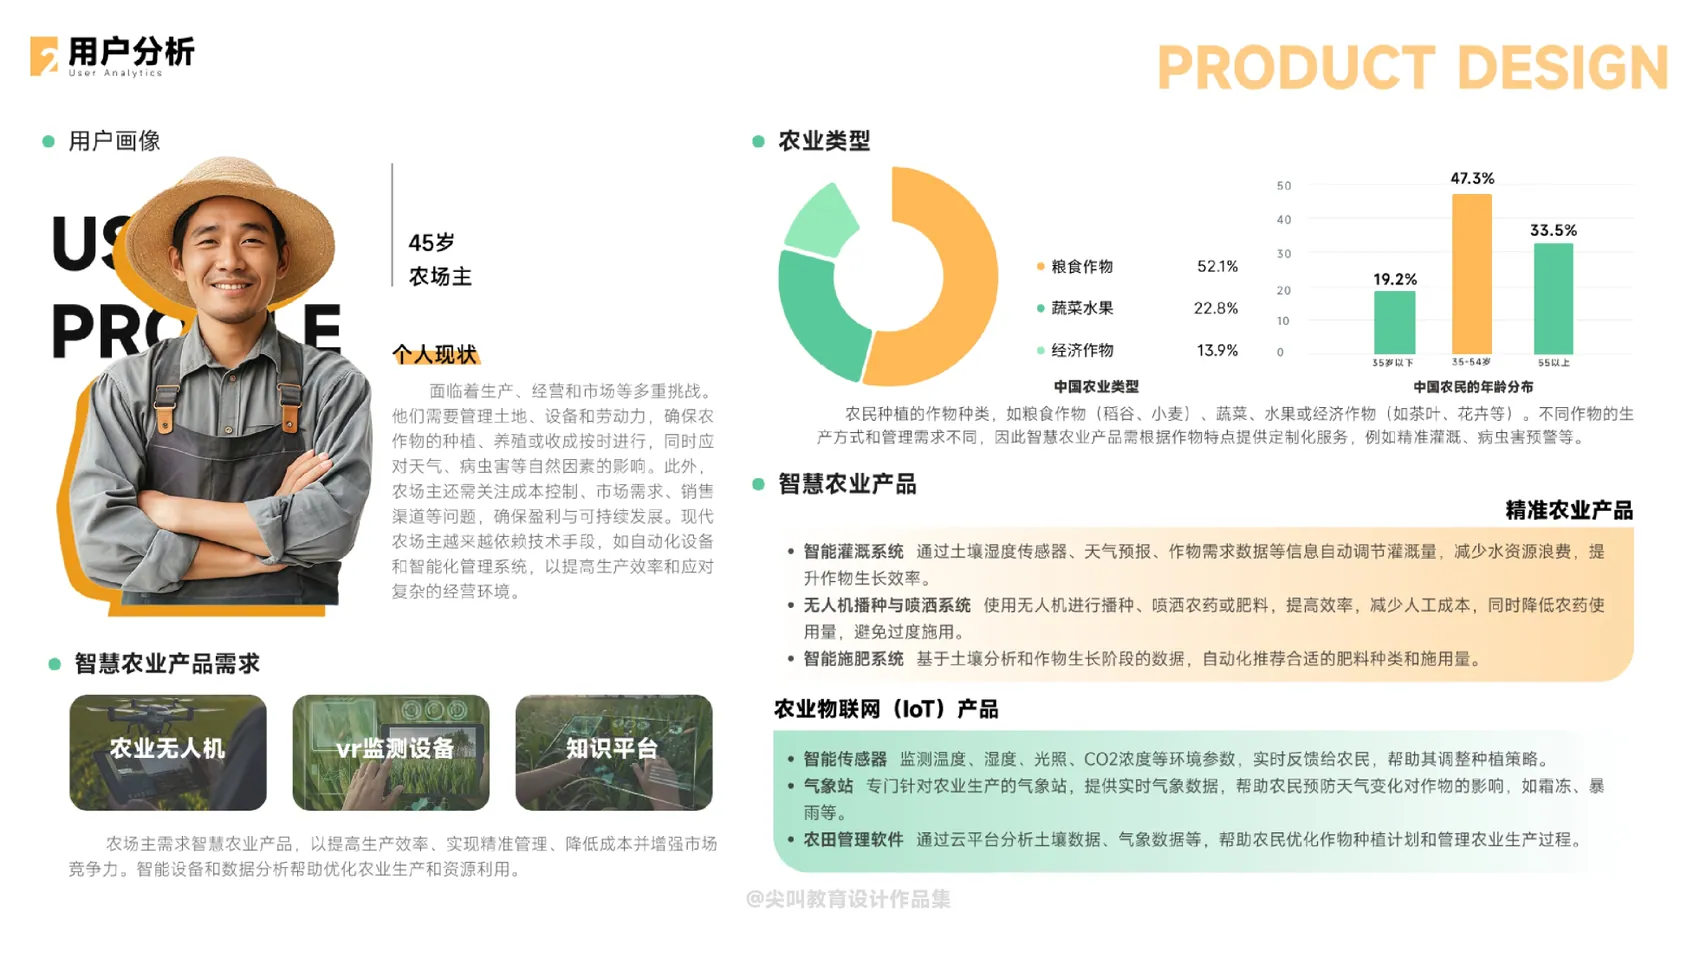 2 用户分析
User Analytics
PRODUCT DESIGN
用户画像
45岁
农场主
个人现状
面临着生产、经营和市场等多重挑战。
他们需要管理土地、设备和劳动力，确保农
作物的种植、养殖或收成按时进行，同时应
对天气、病虫害等自然因素的影响。此外，
农场主还需关注成本控制、市场需求、销售
渠道等问题，确保盈利与可持续发展。现代
农场主越来越依赖技术手段，如自动化设备
和智能化管理系统，以提高生产效率和应对
复杂的经营环境。
智慧农业产品需求
农业无人机
vr监测设备
知识平台
农场主需求智慧农业产品，以提高生产效率、实现精准管理、降低成本并增强市场
竞争力。智能设备和数据分析帮助优化农业生产和资源利用。
农业类型
粮食作物 52.1%
蔬菜水果 22.8%
经济作物 13.9%
中国农业类型
50
40
30
20
10
0
19.2%
47.3%
33.5%
35岁以下
35-54岁
55以上
中国农民的年龄分布
农民种植的作物种类，如粮食作物（稻谷、小麦）、蔬菜、水果或经济作物（如茶叶、花卉等）。不同作物的生
产方式和管理需求不同，因此智慧农业产品需根据作物特点提供定制化服务，例如精准灌溉、病虫害预警等。
智慧农业产品
精准农业产品
• 智能灌溉系统 通过土壤湿度传感器、天气预报、作物需求数据等信息自动调节灌溉量，减少水资源浪费，提
升作物生长效率。
• 无人机播种与喷洒系统 使用无人机进行播种、喷洒农药或肥料，提高效率，减少人工成本，同时降低农药使
用量，避免过度施用。
• 智能施肥系统 基于土壤分析和作物生长阶段的数据，自动化推荐合适的肥料种类和施用量。
农业物联网（IoT）产品
• 智能传感器 监测温度、湿度、光照、CO2浓度等环境参数，实时反馈给农民，帮助其调整种植策略。
• 气象站 专门针对农业生产的气象站，提供实时气象数据，帮助农民预防天气变化对作物的影响，如霜冻、暴
雨等。
• 农田管理软件 通过云平台分析土壤数据、气象数据等，帮助农民优化作物种植计划和管理农业生产过程。
@尖叫教育设计作品集